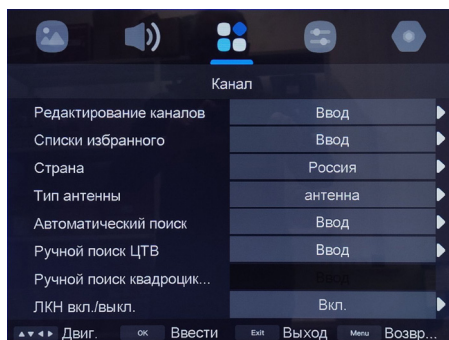 Канал
Редактирование каналов Ввод
Списки избранного Ввод
Страна Россия
Тип антенны антенна
Автоматический поиск Ввод
Ручной поиск ЦТВ Ввод
Ручной поиск квадроцик... Ввод
ЛКН вкл./выкл. Вкл.
Двиг. OK Ввести Exit Выход Menu Возвр...